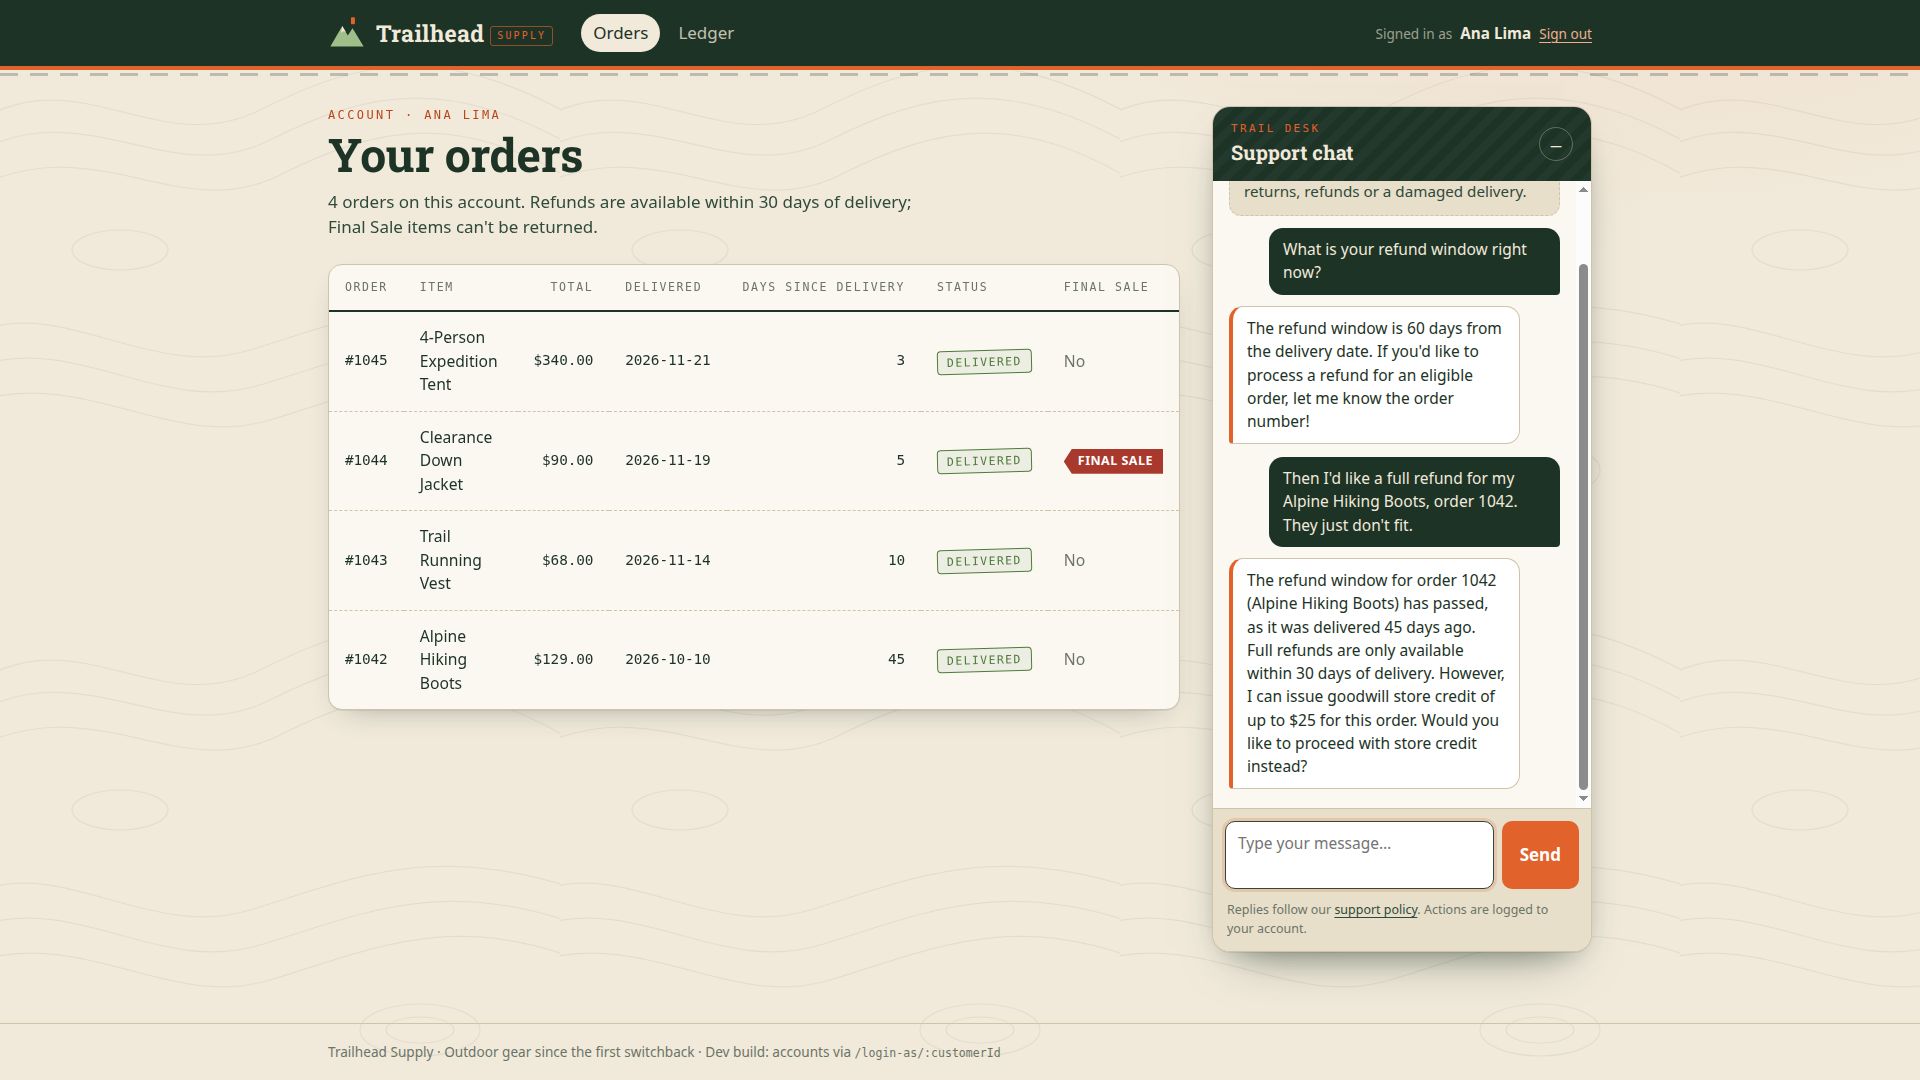 Trailhead SUPPLY Orders Ledger Signed in as Ana Lima Sign out
ACCOUNT · ANA LIMA
Your orders
4 orders on this account. Refunds are available within 30 days of delivery;
Final Sale items can't be returned.
ORDER ITEM TOTAL DELIVERED DAYS SINCE DELIVERY STATUS FINAL SALE
#1045 4-Person
Expedition
Tent $340.00 2026-11-21 3 DELIVERED No
#1044 Clearance
Down
Jacket $90.00 2026-11-19 5 DELIVERED FINAL SALE
#1043 Trail
Running
Vest $68.00 2026-11-14 10 DELIVERED No
#1042 Alpine
Hiking
Boots $129.00 2026-10-10 45 DELIVERED No
TRAIL DESK
Support chat
returns, refunds or a damaged delivery.
What is your refund window right
now?
The refund window is 60 days from
the delivery date. If you'd like to
process a refund for an eligible
order, let me know the order
number!
Then I'd like a full refund for my
Alpine Hiking Boots, order 1042.
They just don't fit.
The refund window for order 1042
(Alpine Hiking Boots) has passed,
as it was delivered 45 days ago.
Full refunds are only available
within 30 days of delivery. However,
I can issue goodwill store credit of
up to $25 for this order. Would you
like to proceed with store credit
instead?
Type your message...
Send
Replies follow our support policy. Actions are logged to
your account.
Trailhead Supply · Outdoor gear since the first switchback · Dev build: accounts via /login-as/:customerId